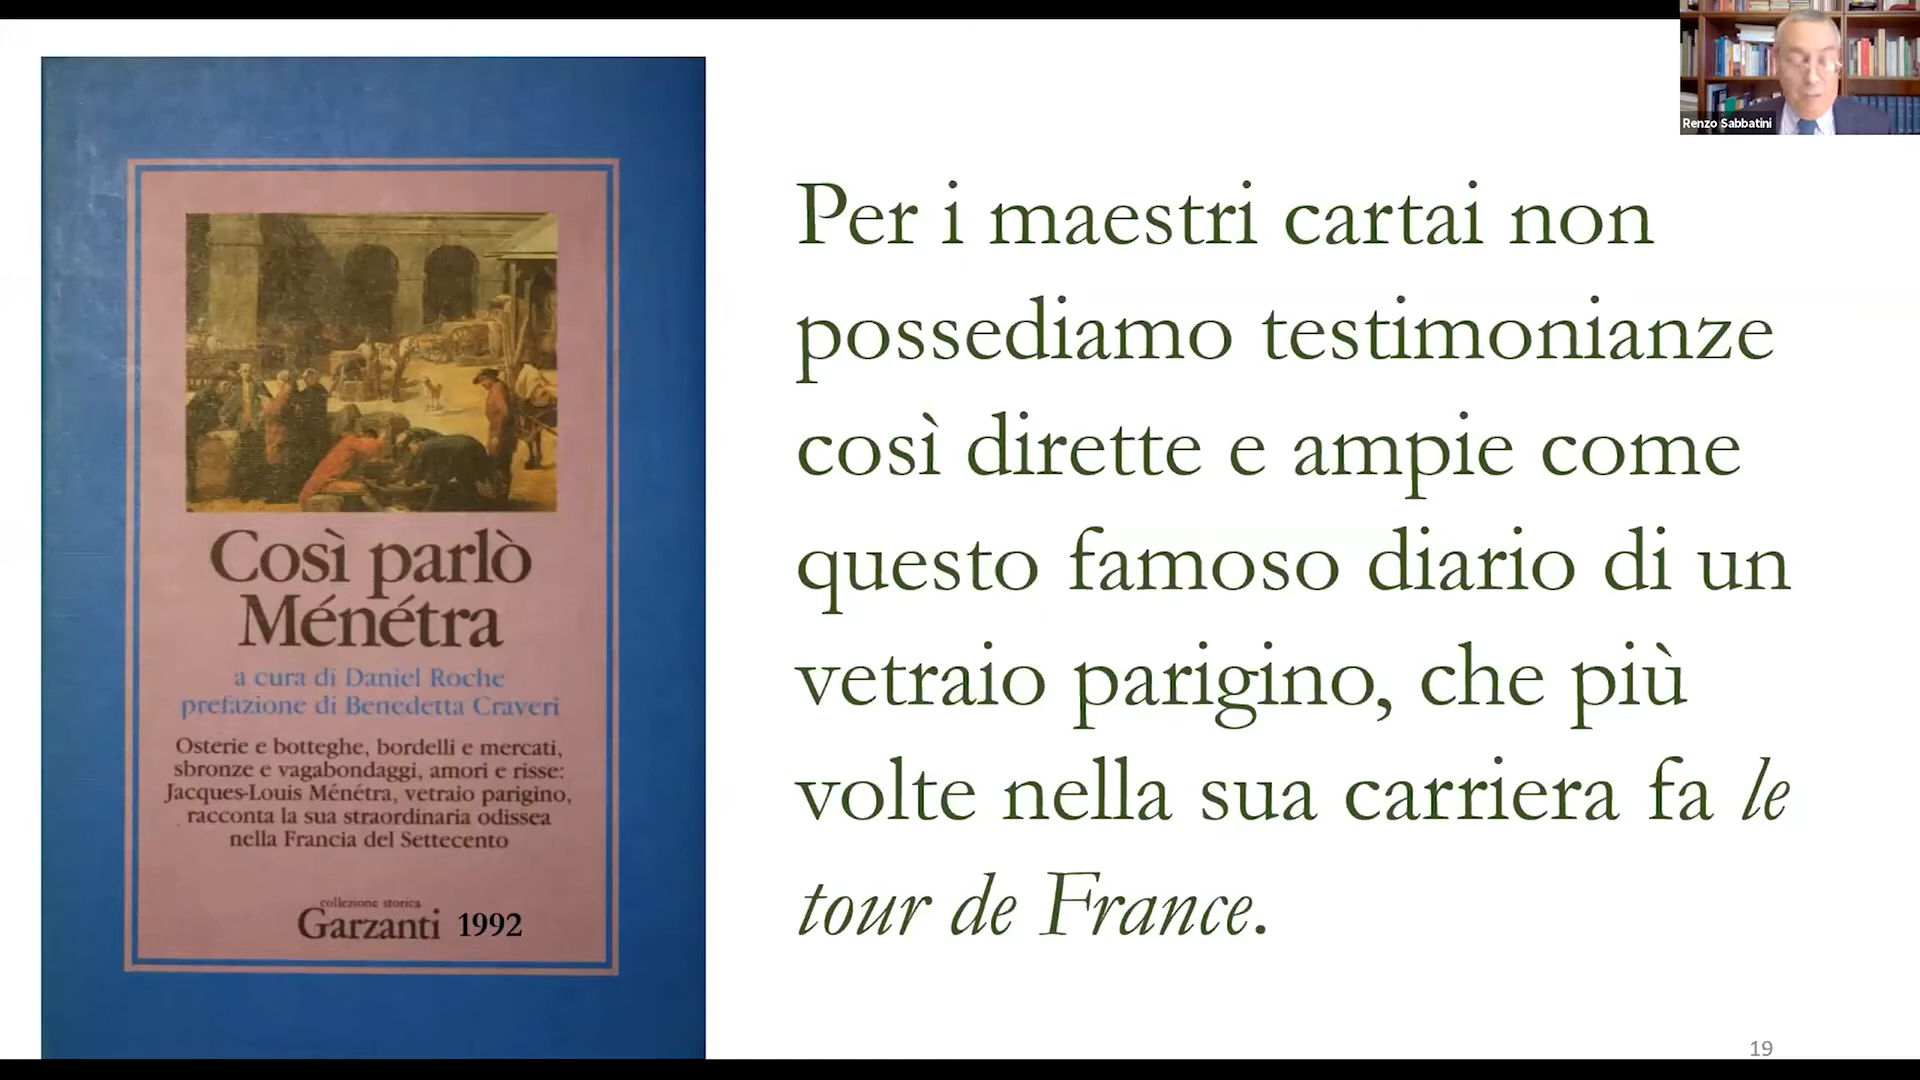 Renzo Sabbatini
Così parlò
Ménétra
a cura di Daniel Roche
prefazione di Benedetta Craveri
Osterie e botteghe, bordelli e mercati,
sbronze e vagabondaggi, amori e risse:
Jacques-Louis Ménétra, vetraio parigino,
racconta la sua straordinaria odissea
nella Francia del Settecento
collezione storica
Garzanti 1992
Per i maestri cartai non
possediamo testimonianze
così dirette e ampie come
questo famoso diario di un
vetraio parigino, che più
volte nella sua carriera fa le
tour de France.
19